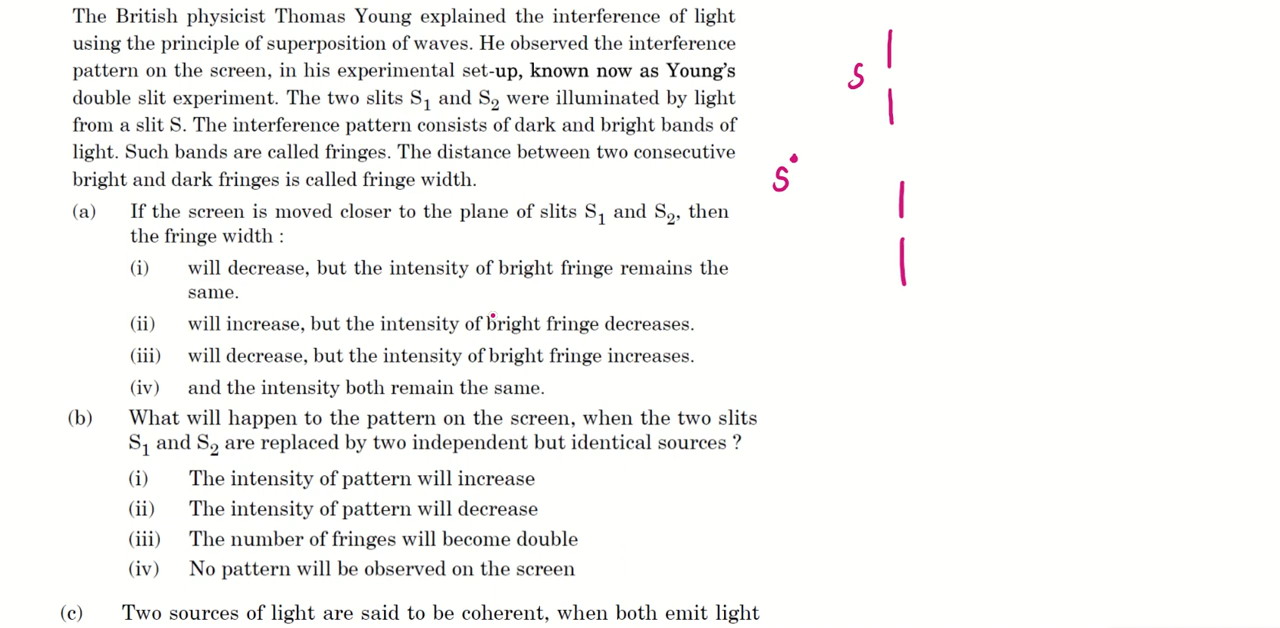 The British physicist Thomas Young explained the interference of light
using the principle of superposition of waves. He observed the interference
pattern on the screen, in his experimental set-up, known now as Young's
double slit experiment. The two slits S₁ and S₂ were illuminated by light
from a slit S. The interference pattern consists of dark and bright bands of
light. Such bands are called fringes. The distance between two consecutive
bright and dark fringes is called fringe width.
(a) If the screen is moved closer to the plane of slits S₁ and S₂, then
the fringe width :
(i) will decrease, but the intensity of bright fringe remains the
same.
(ii) will increase, but the intensity of bright fringe decreases.
(iii) will decrease, but the intensity of bright fringe increases.
(iv) and the intensity both remain the same.
(b) What will happen to the pattern on the screen, when the two slits
S₁ and S₂ are replaced by two independent but identical sources ?
(i) The intensity of pattern will increase
(ii) The intensity of pattern will decrease
(iii) The number of fringes will become double
(iv) No pattern will be observed on the screen
(c) Two sources of light are said to be coherent, when both emit light
S
S